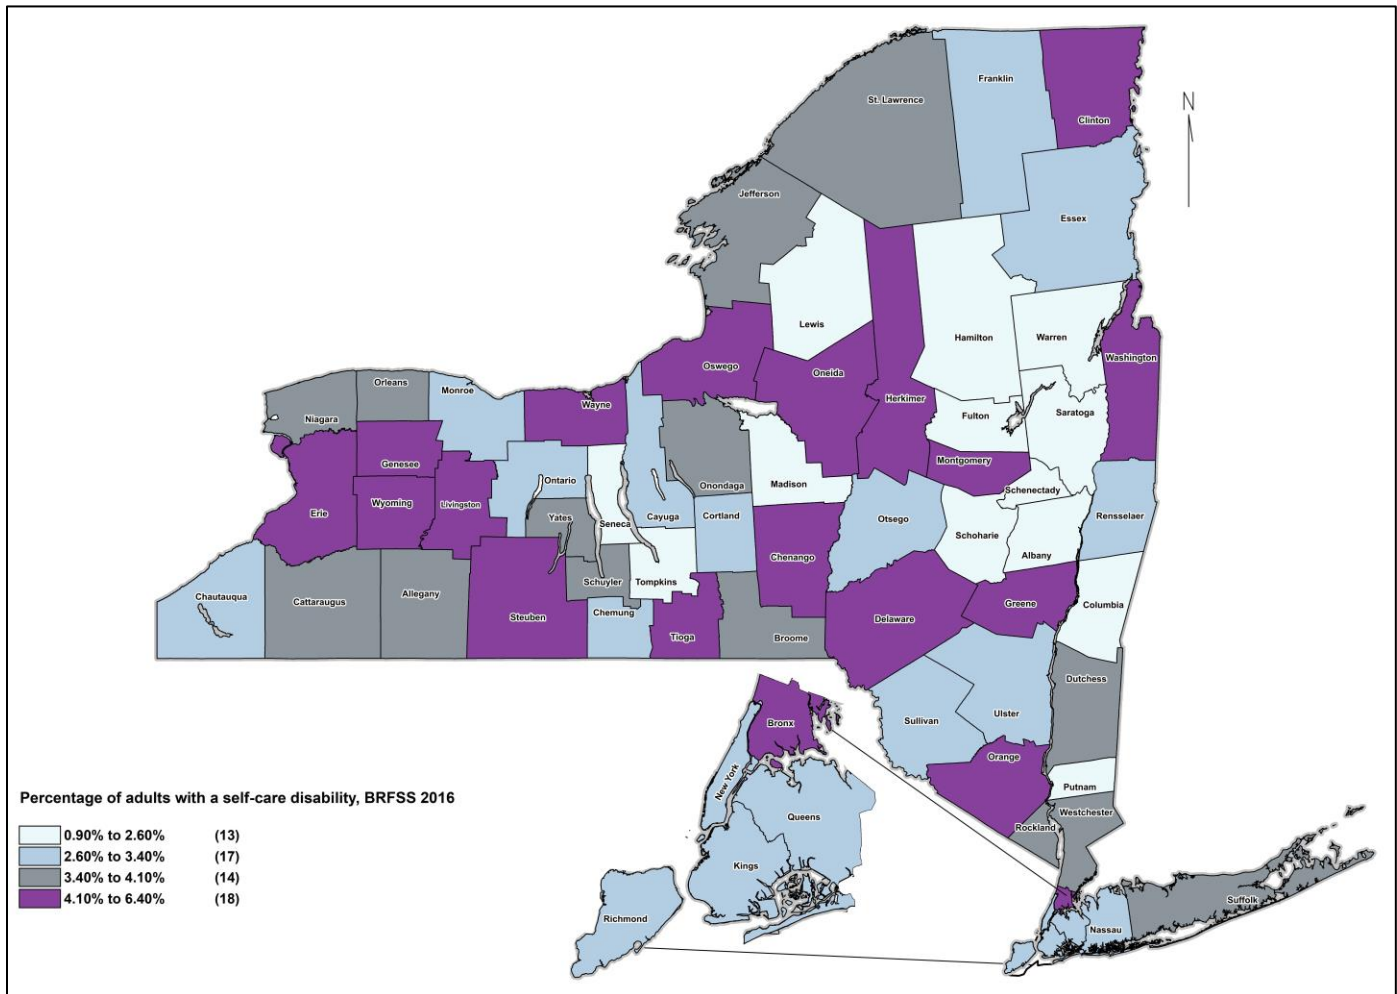 N
Franklin
St. Lawrence
Clinton
Jefferson
Essex
Lewis
Hamilton
Warren
Washington
Oswego
Oneida
Herkimer
Orleans
Monroe
Niagara
Wayne
Fulton
Saratoga
Genesee
Montgomery
Ontario
Onondaga
Madison
Schenectady
Wyoming
Livingston
Erie
Yates
Seneca
Cayuga
Cortland
Otsego
Rensselaer
Schoharie
Albany
Chenango
Chautauqua
Cattaraugus
Allegany
Schuyler
Tompkins
Steuben
Chemung
Tioga
Broome
Delaware
Greene
Columbia
Dutchess
Sullivan
Ulster
Bronx
New York
Orange
Putnam
Westchester
Rockland
Queens
Kings
Richmond
Suffolk
Nassau
Percentage of adults with a self-care disability, BRFSS 2016
0.90% to 2.60% (13)
2.60% to 3.40% (17)
3.40% to 4.10% (14)
4.10% to 6.40% (18)